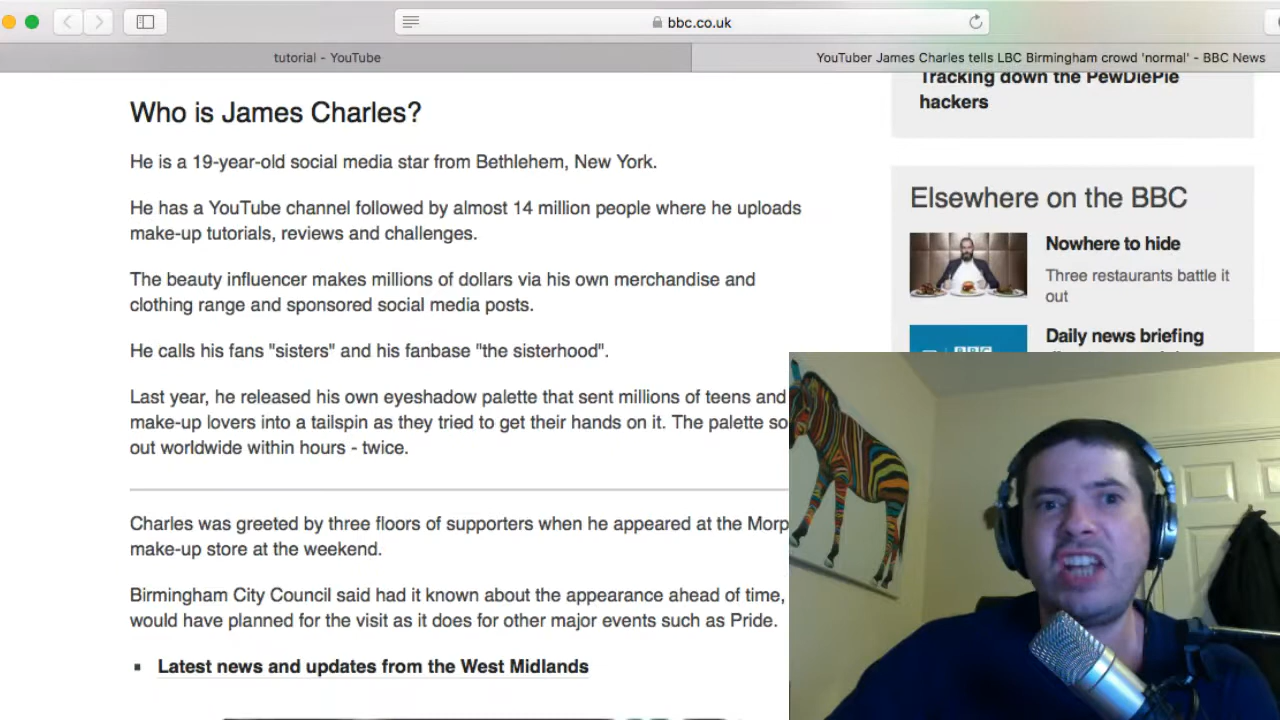 bbc.co.uk
tutorial - YouTube
YouTuber James Charles tells LBC Birmingham crowd 'normal' - BBC News
Tracking down the PewDiePie
hackers
Who is James Charles?
He is a 19-year-old social media star from Bethlehem, New York.
He has a YouTube channel followed by almost 14 million people where he uploads
make-up tutorials, reviews and challenges.
The beauty influencer makes millions of dollars via his own merchandise and
clothing range and sponsored social media posts.
He calls his fans "sisters" and his fanbase "the sisterhood".
Last year, he released his own eyeshadow palette that sent millions of teens and
make-up lovers into a tailspin as they tried to get their hands on it. The palette so
out worldwide within hours - twice.
Charles was greeted by three floors of supporters when he appeared at the Morp
make-up store at the weekend.
Birmingham City Council said had it known about the appearance ahead of time,
would have planned for the visit as it does for other major events such as Pride.
Latest news and updates from the West Midlands
Elsewhere on the BBC
Nowhere to hide
Three restaurants battle it
out
Daily news briefing
BBC